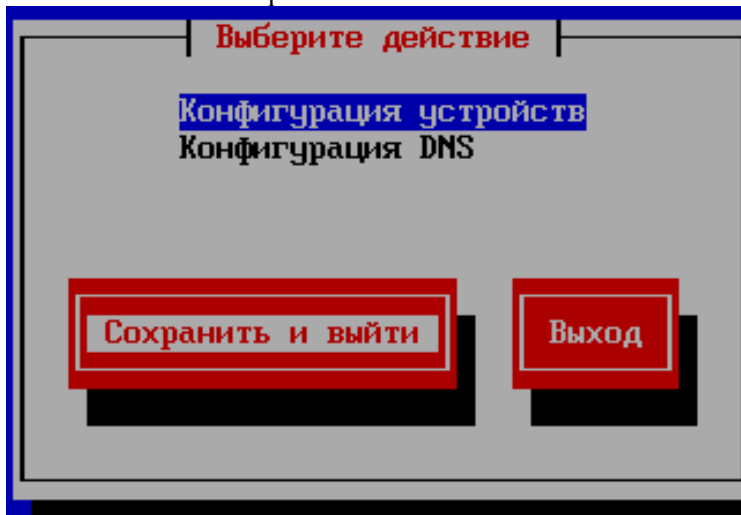 Выберите действие
Конфигурация устройств
Конфигурация DNS
Сохранить и выйти
Выход